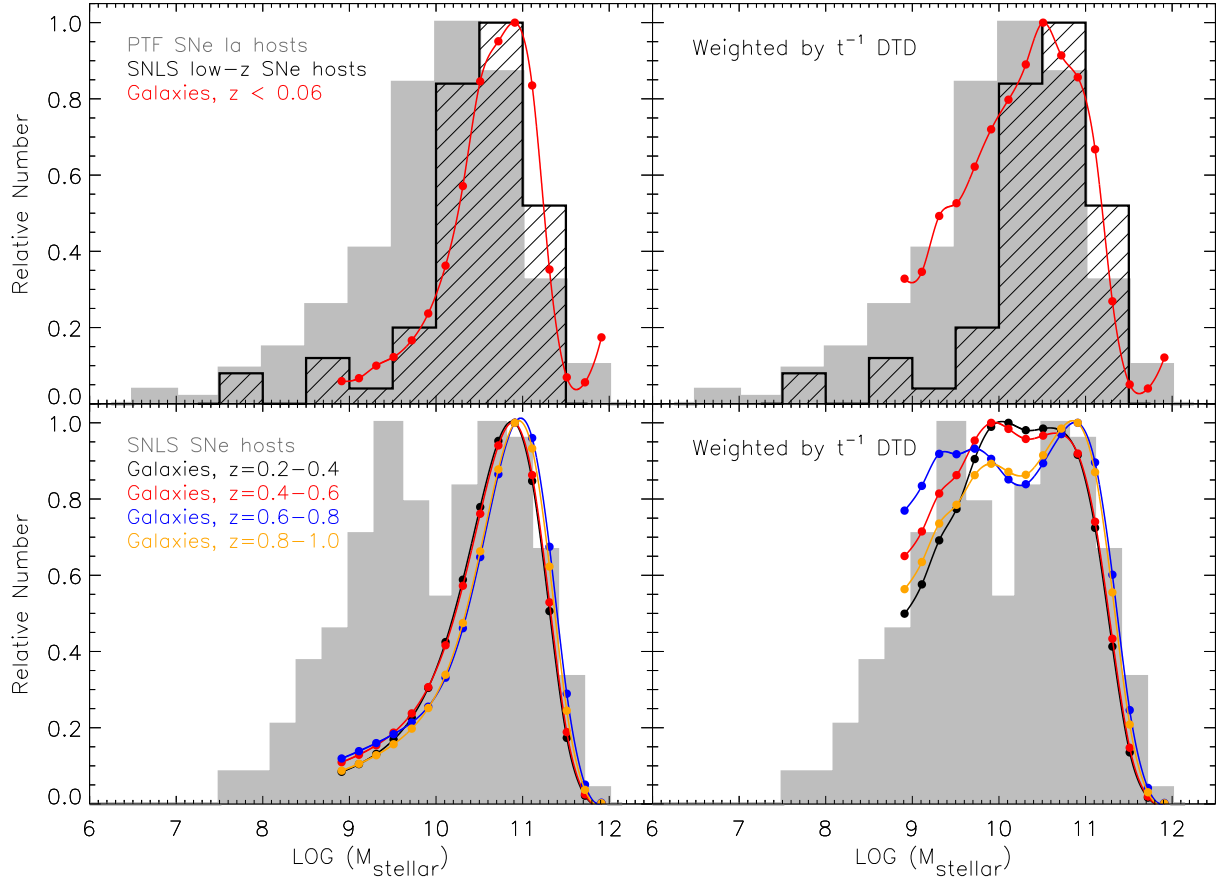 1.0
0.8
0.6
0.4
0.2
0.0
Relative Number
PTF SNe Ia hosts
SNLS low-z SNe hosts
Galaxies, z < 0.06
Weighted by t⁻¹ DTD
1.0
0.8
0.6
0.4
0.2
0.0
Relative Number
SNLS SNe hosts
Galaxies, z=0.2-0.4
Galaxies, z=0.4-0.6
Galaxies, z=0.6-0.8
Galaxies, z=0.8-1.0
Weighted by t⁻¹ DTD
6 7 8 9 10 11 12
7 8 9 10 11 12
LOG (M_stellar)
LOG (M_stellar)